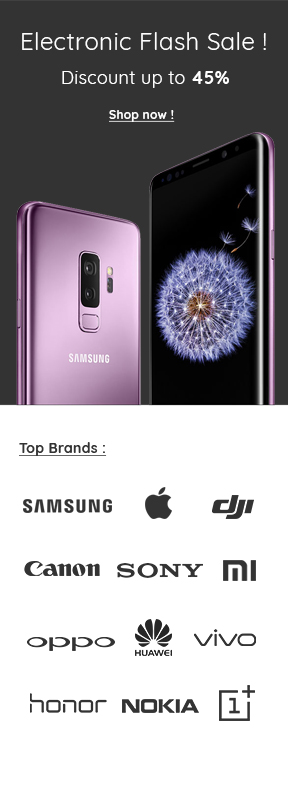 Electronic Flash Sale !
Discount up to 45%
Shop now !
SAMSUNG
Top Brands :
SAMSUNG dji
Canon SONY MI
oppo HUAWEI vivo
honor NOKIA 1+